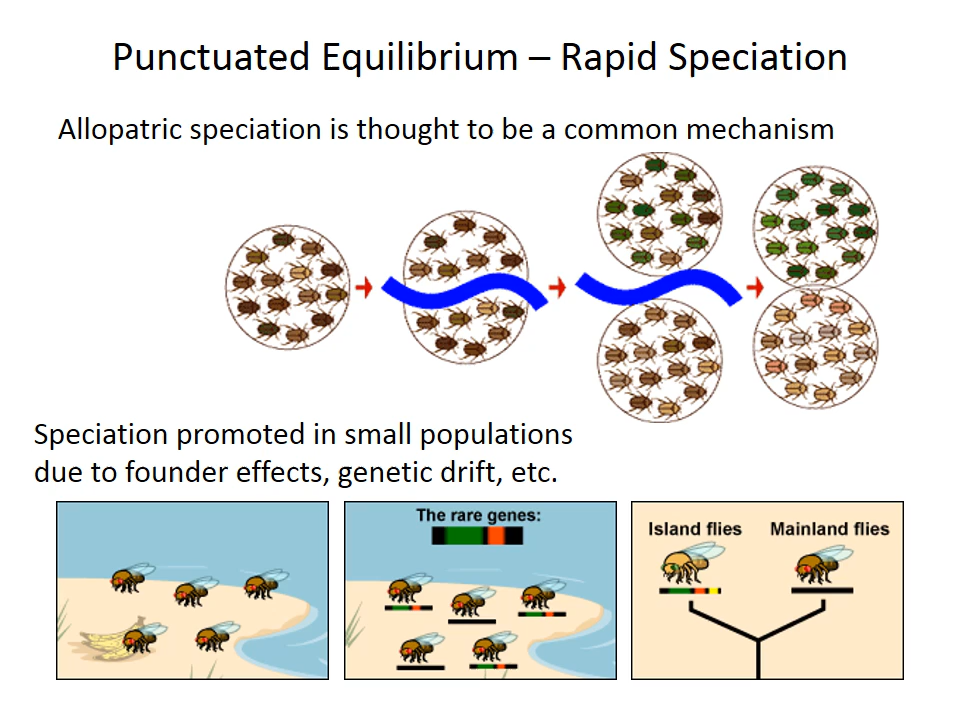 Punctuated Equilibrium – Rapid Speciation
Allopatric speciation is thought to be a common mechanism
Speciation promoted in small populations
due to founder effects, genetic drift, etc.
The rare genes:
Island flies
Mainland flies